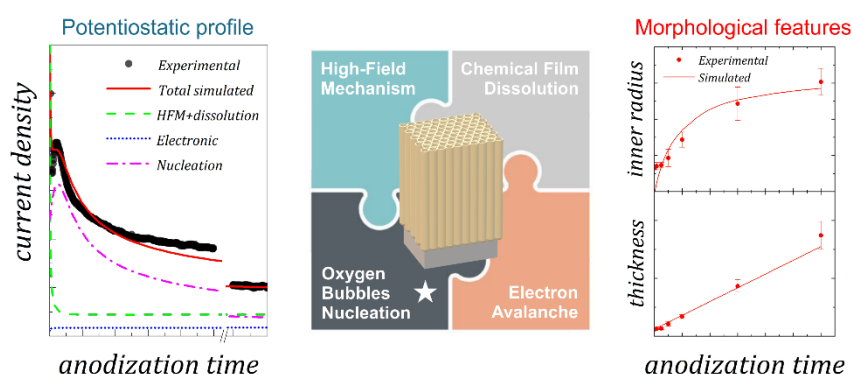 Potentiostatic profile
current density
Experimental
Total simulated
HFM+dissolution
Electronic
Nucleation
anodization time
High-Field
Mechanism
Chemical Film
Dissolution
Oxygen
Bubbles
Nucleation
Electron
Avalanche
Morphological features
inner radius
Experimental
Simulated
thickness
anodization time